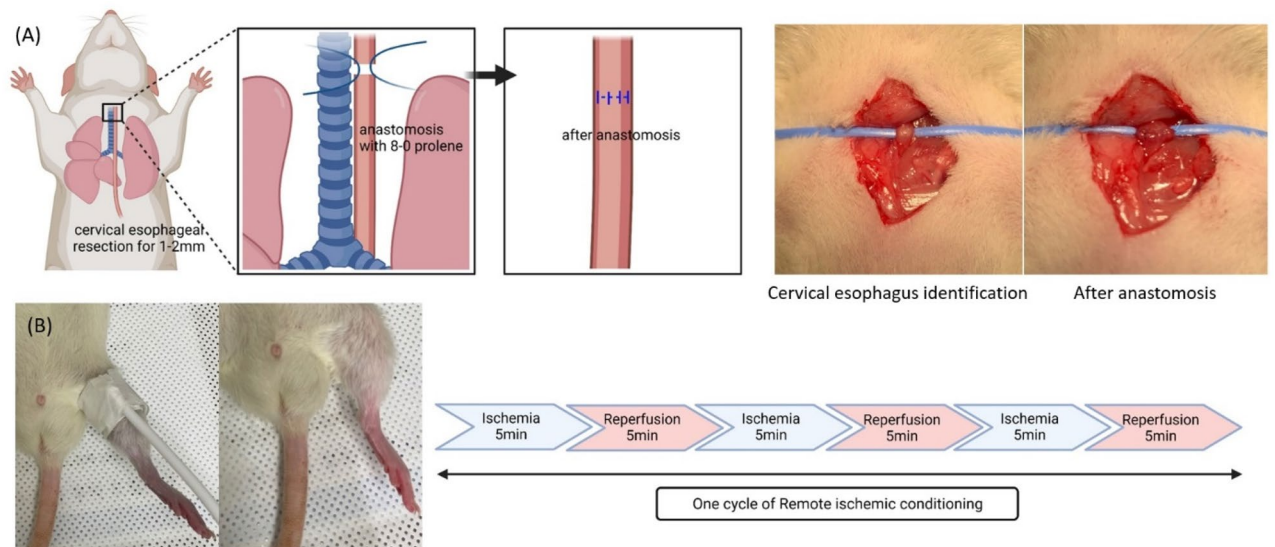 (A)
cervical esophageal
resection for 1-2mm
anastomosis
with 8-0 prolene
after anastomosis
Cervical esophagus identification
After anastomosis
(B)
Ischemia
5min
Reperfusion
5min
Ischemia
5min
Reperfusion
5min
Ischemia
5min
Reperfusion
5min
One cycle of Remote ischemic conditioning